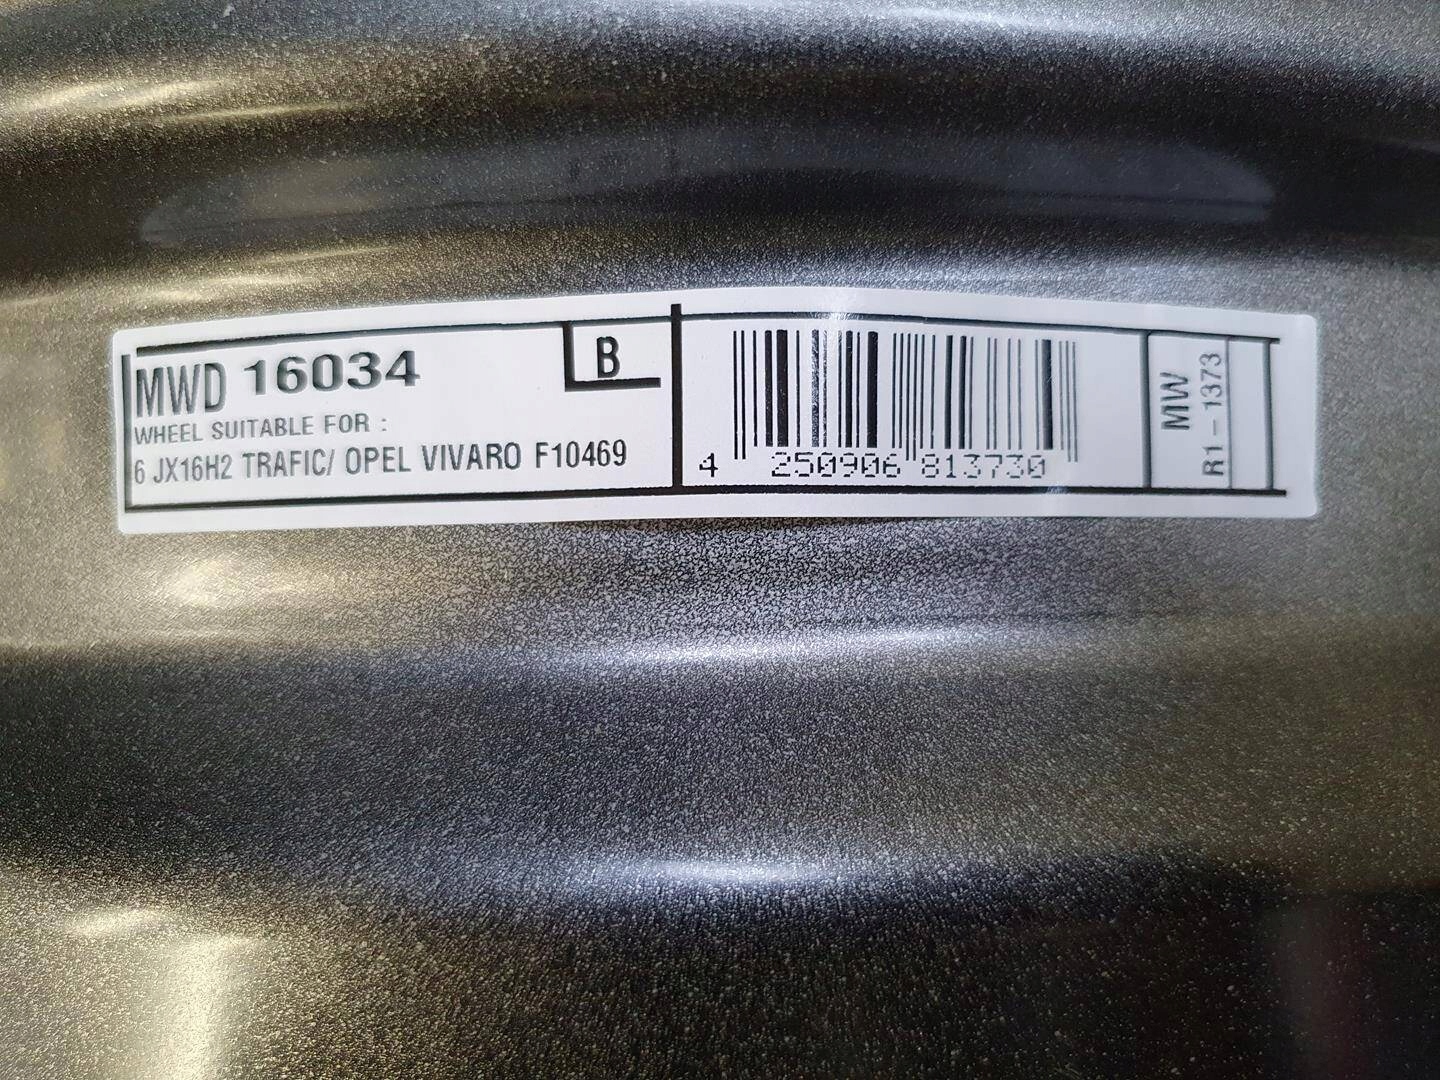 MWD 16034
B
WHEEL SUITABLE FOR :
6 JX16H2 TRAFIC/ OPEL VIVARO F10469
4 250906 813730
MW
R1-1373